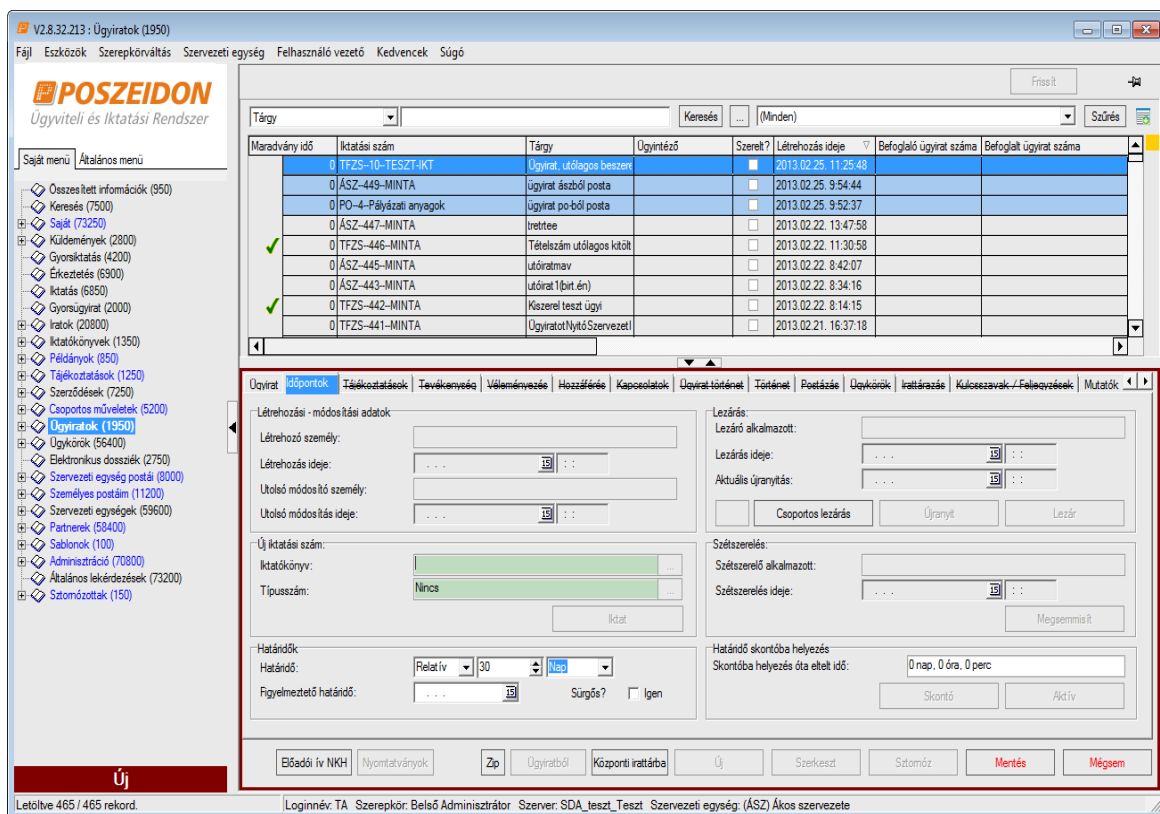 V2.8.32.213 : Ügyiratok (1950)
Fájl Eszközök Szerepkörváltás Szervezeti egység Felhasználó vezető Kedvencek Súgó
POSZEIDON
Ügyviteli és Iktatási Rendszer
Frissít
Tárgy Keresés ... (Minden) Szűrés
Saját menü Általános menü
Összesített információk (950)
Keresés (7500)
Saját (73250)
Küldemények (2800)
Gyorsiktatás (4200)
Érkeztetés (6900)
Iktatás (6850)
Gyorsügyirat (2000)
Iratok (20800)
Iktatókönyvek (1350)
Példányok (850)
Tájékoztatások (1250)
Szerződések (7250)
Csoportos műveletek (5200)
Ügyiratok (1950)
Ügykörök (56400)
Elektronikus dossziék (2750)
Szervezeti egység postái (8000)
Személyes postáim (11200)
Szervezeti egységek (59600)
Partnerek (58400)
Sablonok (100)
Adminisztráció (70800)
Általános lekérdezések (73200)
Sztornózottak (150)
Új
Maradvány idő Iktatási szám Tárgy Ügyintéző Szerelt? Létrehozás ideje Befoglaló ügyirat száma Befoglalt ügyirat száma
0 TFZS--10--TESZT-IKT Ügyirat, utólagos beszere 2013.02.25. 11:25:48
0 ÁSZ--449--MINTA ügyirat ászból posta 2013.02.25. 9:54:44
0 PO--4--Pályázati anyagok ügyirat po-ból posta 2013.02.25. 9:52:37
0 ÁSZ--447--MINTA tretrtee 2013.02.22. 13:47:58
0 TFZS--446--MINTA Tételszám utólagos kitölt 2013.02.22. 11:30:58
0 ÁSZ--445--MINTA utóiratmav 2013.02.22. 8:42:07
0 ÁSZ--443--MINTA utóirat1(birt.én) 2013.02.22. 8:34:16
0 TFZS--442--MINTA Kiszerel teszt ügyi 2013.02.22. 8:14:15
0 TFZS--441--MINTA ÜgyiratotNyitóSzervezetI 2013.02.21. 16:37:18
Ügyirat Időpontok Tájékoztatások Tevékenység Véleményezés Hozzáférés Kapcsolatok Ügyirat történet Történet Postázás Ügykörök Irattárazás Kulcsszavak / Feljegyzések Mutatók
Létrehozási - módosítási adatok
Létrehozó személy:
Létrehozás ideje: . . . 15 : :
Utolsó módosító személy:
Utolsó módosítás ideje: . . . 15 : :
Lezárás:
Lezáró alkalmazott:
Lezárás ideje: . . . 15 : :
Aktuális újranyitás: . . . 15 : :
Csoportos lezárás Újranyit Lezár
Új iktatási szám:
Iktatókönyv: ...
Típusszám: Nincs ...
Iktat
Szétszerelés:
Szétszerelő alkalmazott:
Szétszerelés ideje: . . . 15 : :
Megsemmisít
Határidők
Határidő: Relatív 30 Nap
Figyelmeztető határidő: . . . 15 Sürgős? Igen
Határidő skontóba helyezés
Skontóba helyezés óta eltelt idő: 0 nap, 0 óra, 0 perc
Skontó Aktív
Előadói ív NKH Nyomtatványok Zip Ügyiratból Központi irattárba Új Szerkeszt Sztornóz Mentés Mégsem
Letöltve 465 / 465 rekord. Loginnév: TA Szerepkör: Belső Adminisztrátor Szerver: SDA_teszt_Teszt Szervezeti egység: (ÁSZ) Ákos szervezete